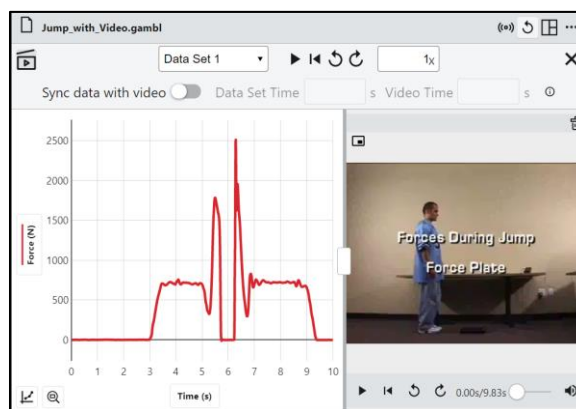 Jump_with_Video.gambl
Data Set 1
1x
Sync data with video
Data Set Time
s
Video Time
s
Force (N)
2500
2000
1500
1000
500
0
0 1 2 3 4 5 6 7 8 9 10
Time (s)
Forces During Jump
Force Plate
0.00s/9.83s